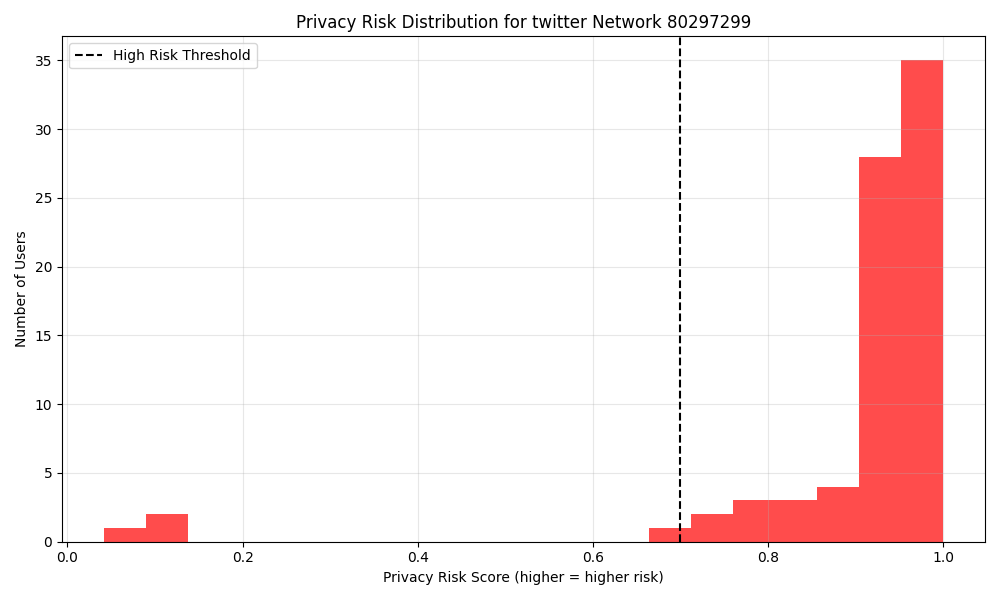 Privacy Risk Distribution for twitter Network 80297299
High Risk Threshold
35
30
25
20
15
10
5
0
Number of Users
0.0 0.2 0.4 0.6 0.8 1.0
Privacy Risk Score (higher = higher risk)